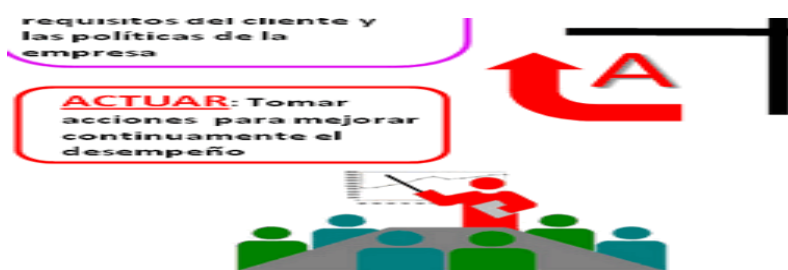 requisitos del cliente y
las políticas de la
empresa
A
ACTUAR: Tomar
acciones para mejorar
continuamente el
desempeño